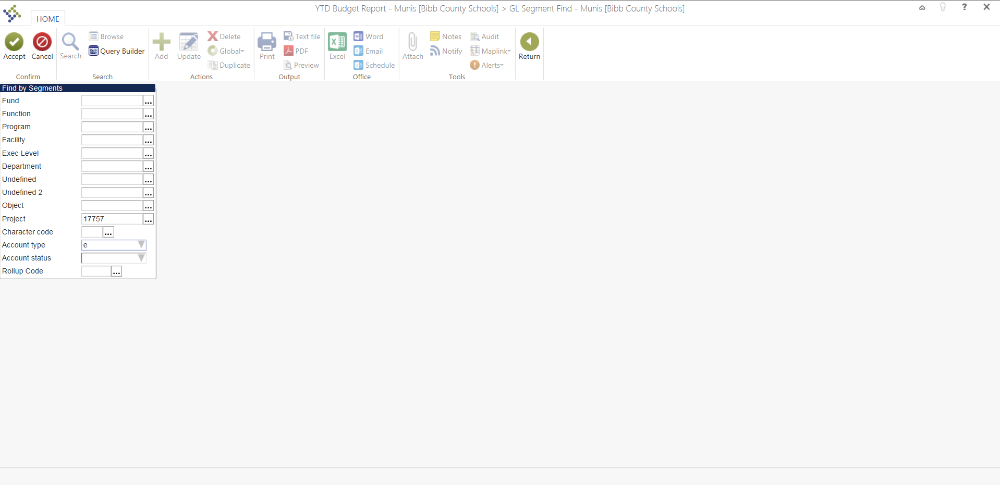 YTD Budget Report - Munis [Bibb County Schools] > GL Segment Find - Munis [Bibb County Schools]
?
HOME
Accept
Cancel
Confirm
Search
Browse
Query Builder
Search
Add
Update
Delete
Global
Duplicate
Actions
Print
Text file
PDF
Preview
Output
Excel
Word
Email
Schedule
Office
Attach
Notes
Notify
Audit
Maplink
Alerts
Tools
Return
Find by Segments
Fund ...
Function ...
Program ...
Facility ...
Exec Level ...
Department ...
Undefined ...
Undefined 2 ...
Object ...
Project 17757 ...
Character code ...
Account type e
Account status
Rollup Code ...